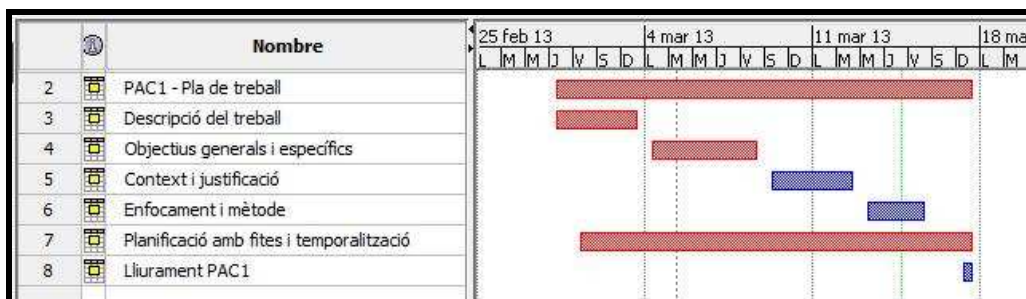 Nombre
25 feb 13 4 mar 13 11 mar 13 18 ma
L M M J V S D L M M J V S D L M M J V S D L M
2 PAC1 - Pla de treball
3 Descripció del treball
4 Objectius generals i específics
5 Context i justificació
6 Enfocament i mètode
7 Planificació amb fites i temporalització
8 Lliurament PAC1